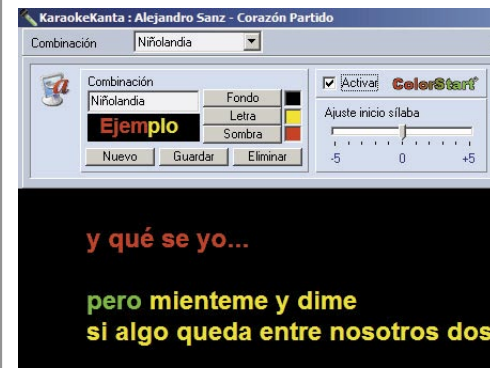 KaraokeKanta : Alejandro Sanz - Corazón Partido
Combinación Niñolandia
Combinación
Niñolandia
Ejemplo
Fondo
Letra
Sombra
Nuevo Guardar Eliminar
Activar ColorStart
Ajuste inicio sílaba
-5 0 +5
y qué se yo...
pero mienteme y dime
si algo queda entre nosotros dos